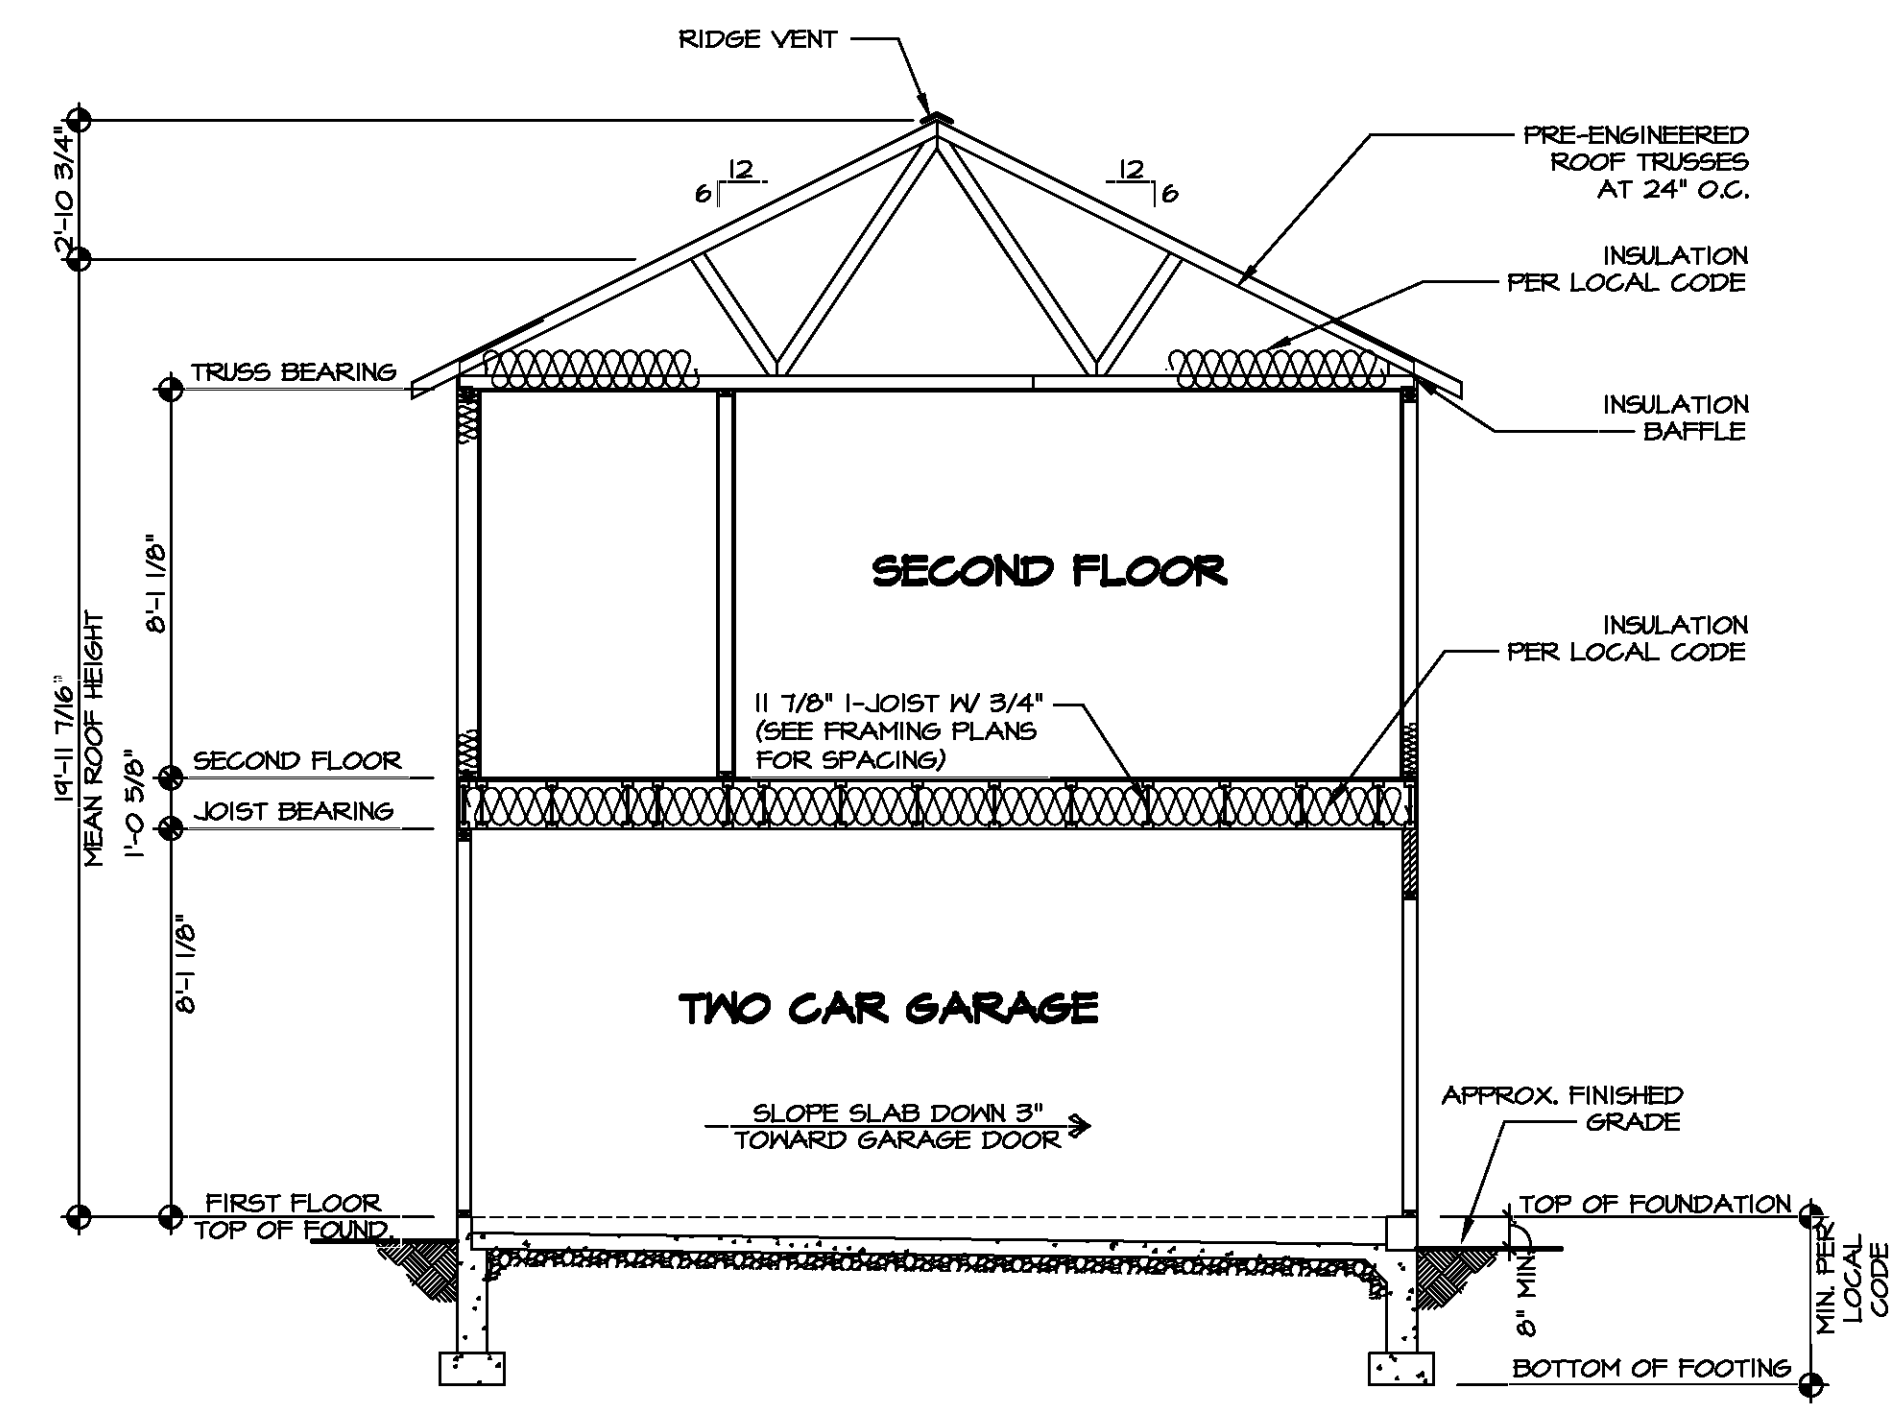 RIDGE VENT
2'-10 3/4"
12
6
12
6
PRE-ENGINEERED
ROOF TRUSSES
AT 24" O.C.
INSULATION
PER LOCAL CODE
TRUSS BEARING
INSULATION
BAFFLE
8'-1 1/8"
SECOND FLOOR
INSULATION
PER LOCAL CODE
19'-11 7/16"
MEAN ROOF HEIGHT
11 7/8" I-JOIST W/ 3/4"
(SEE FRAMING PLANS
FOR SPACING)
SECOND FLOOR
1'-0 5/8"
JOIST BEARING
8'-1 1/8"
TWO CAR GARAGE
SLOPE SLAB DOWN 3"
TOWARD GARAGE DOOR
APPROX. FINISHED
GRADE
FIRST FLOOR
TOP OF FOUND.
TOP OF FOUNDATION
8" MIN.
MIN. PER
LOCAL
CODE
BOTTOM OF FOOTING